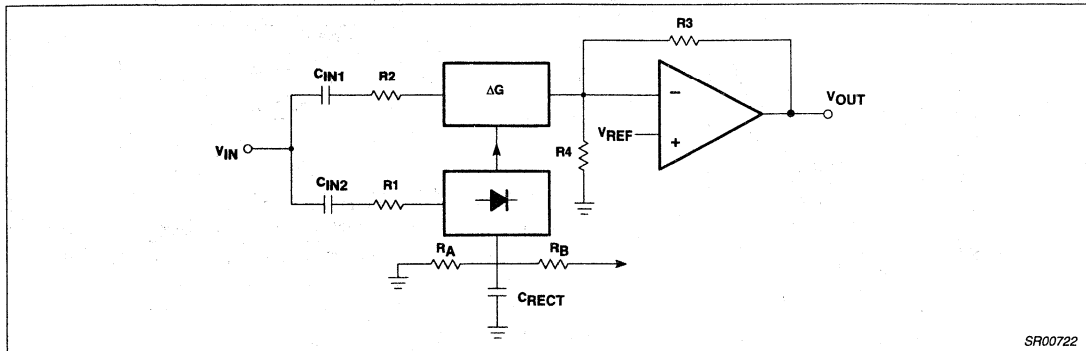 R3
CIN1
R2
ΔG
VOUT
−
VREF
+
R4
VIN
CIN2
R1
RA
RB
CRECT
SR00722